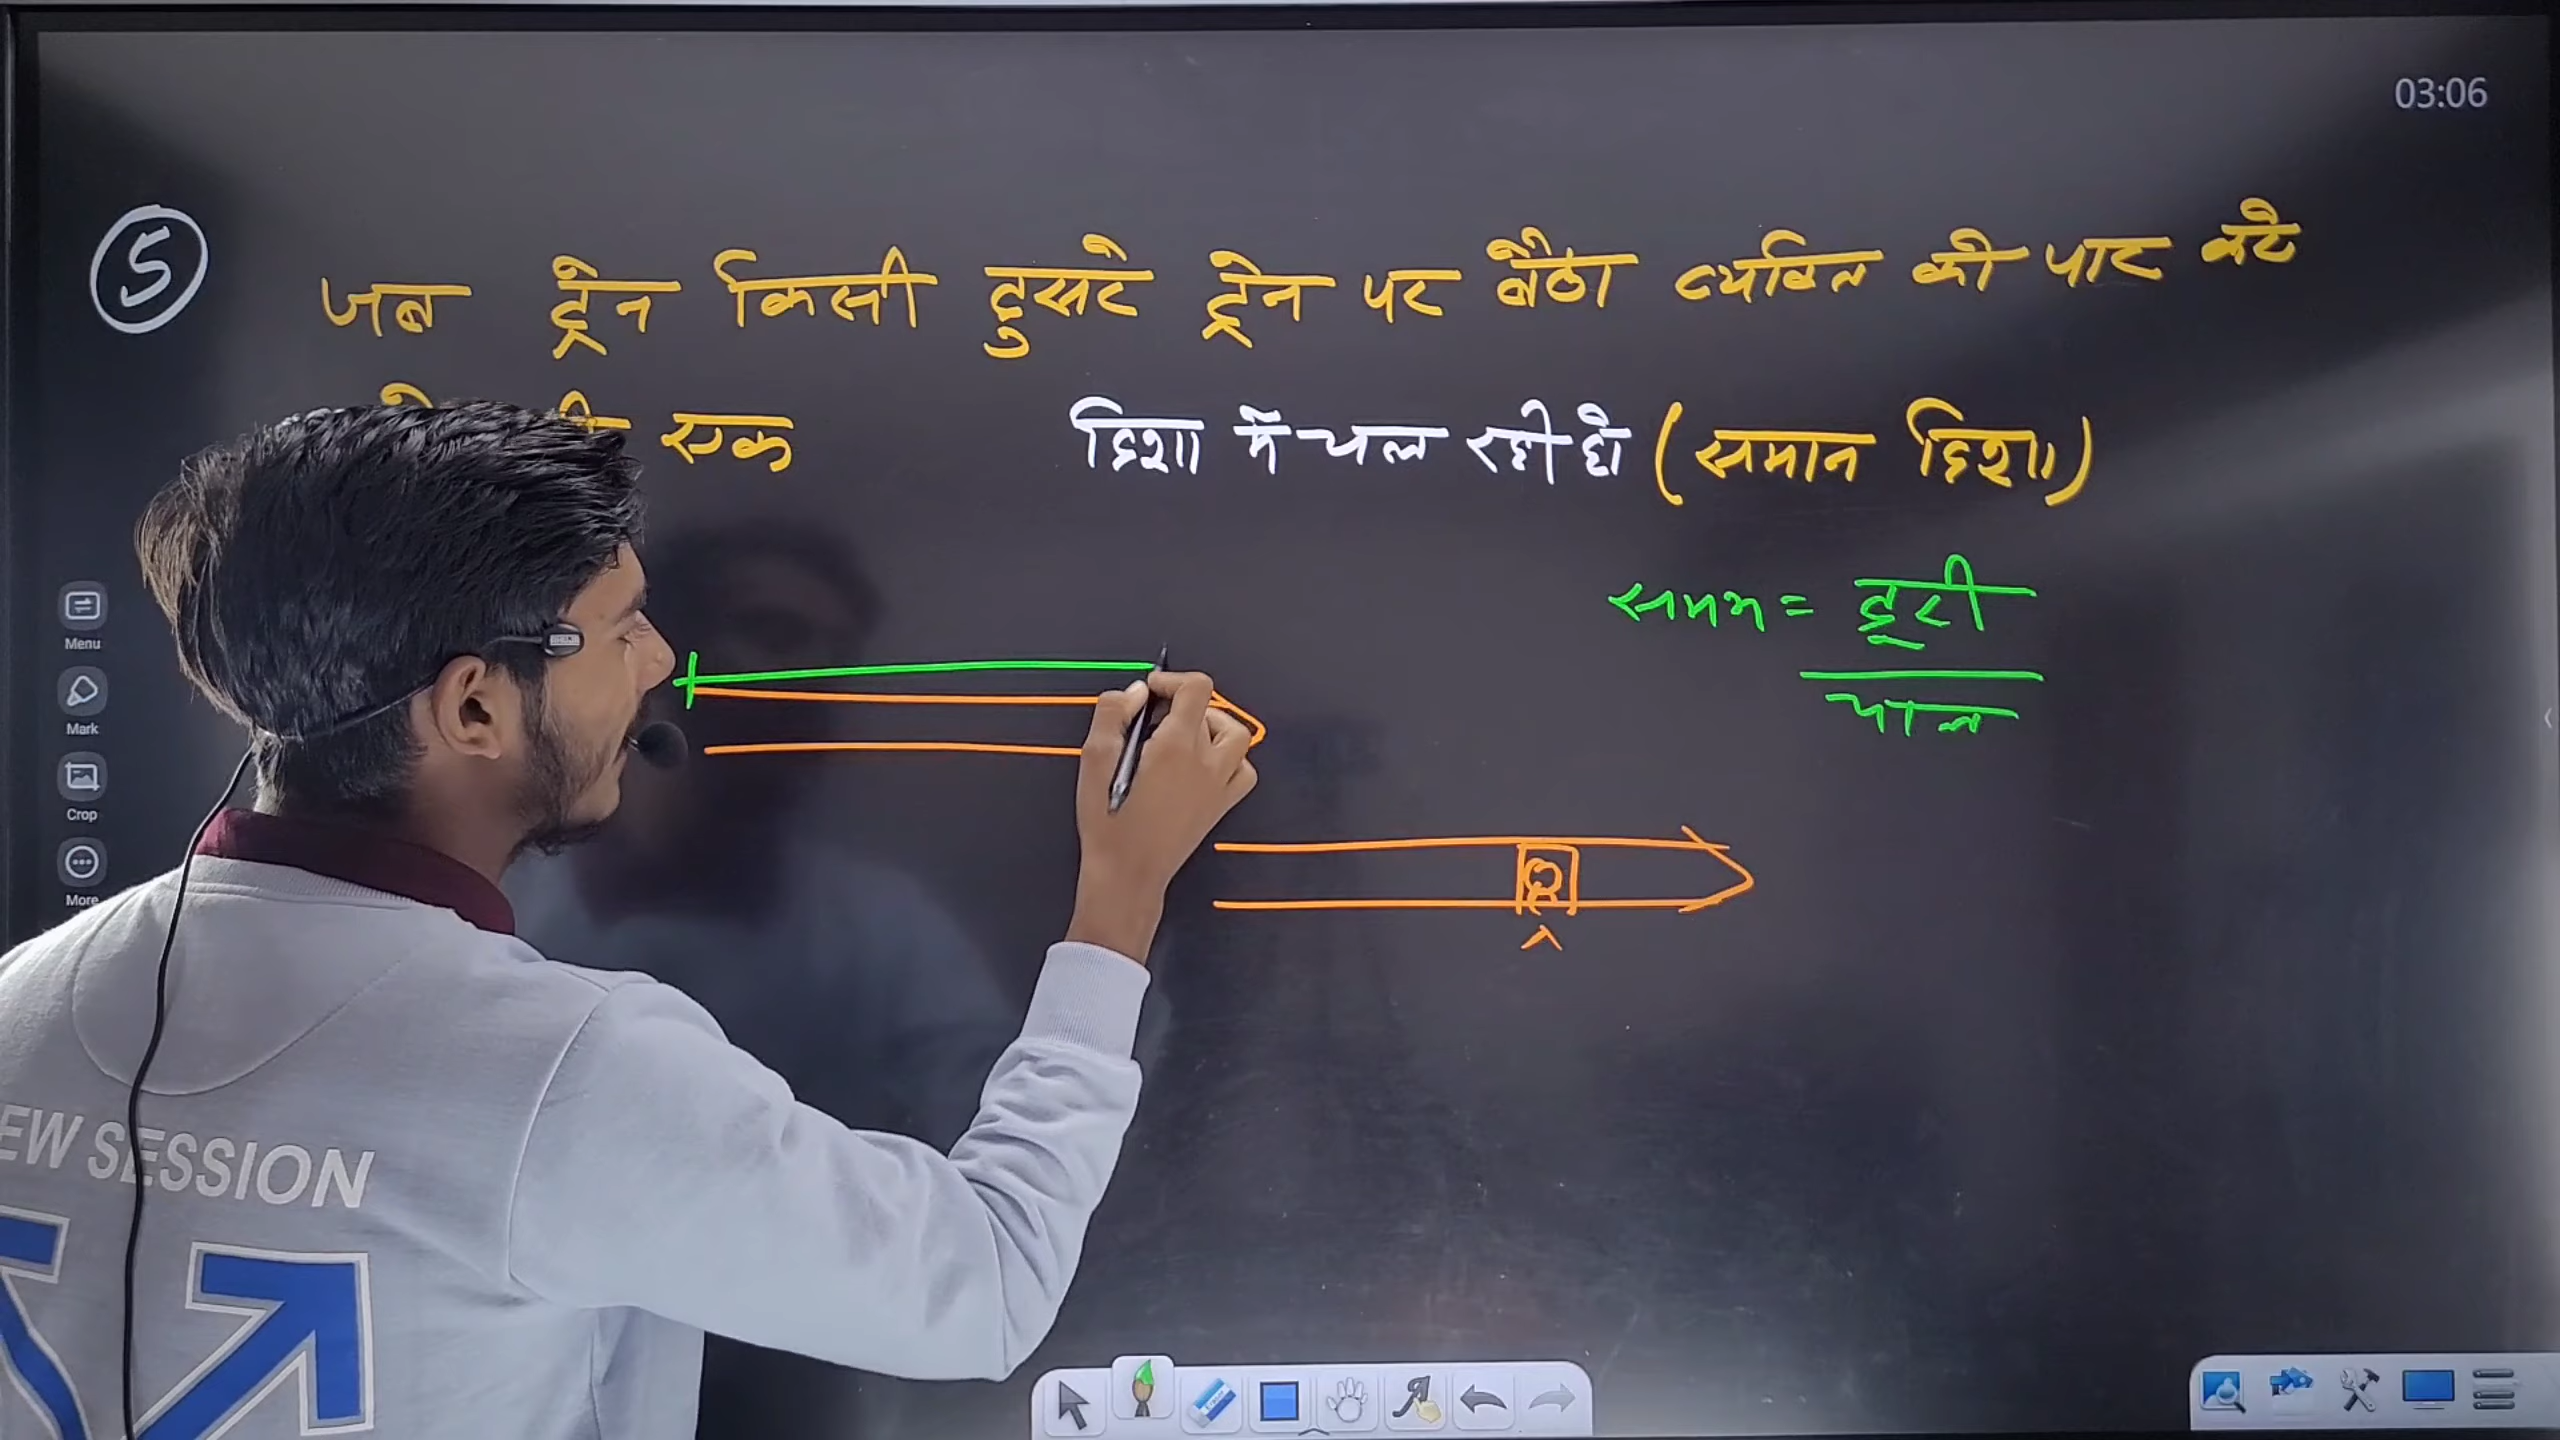 03:06
5
जब ट्रेन किसी दुसरे ट्रेन पर बैठा व्यक्ति को पार करे
एक दिशा में चल रही हो (समान दिशा)
समय = दूरी
चाल
Menu
Mark
Crop
More
EW SESSION